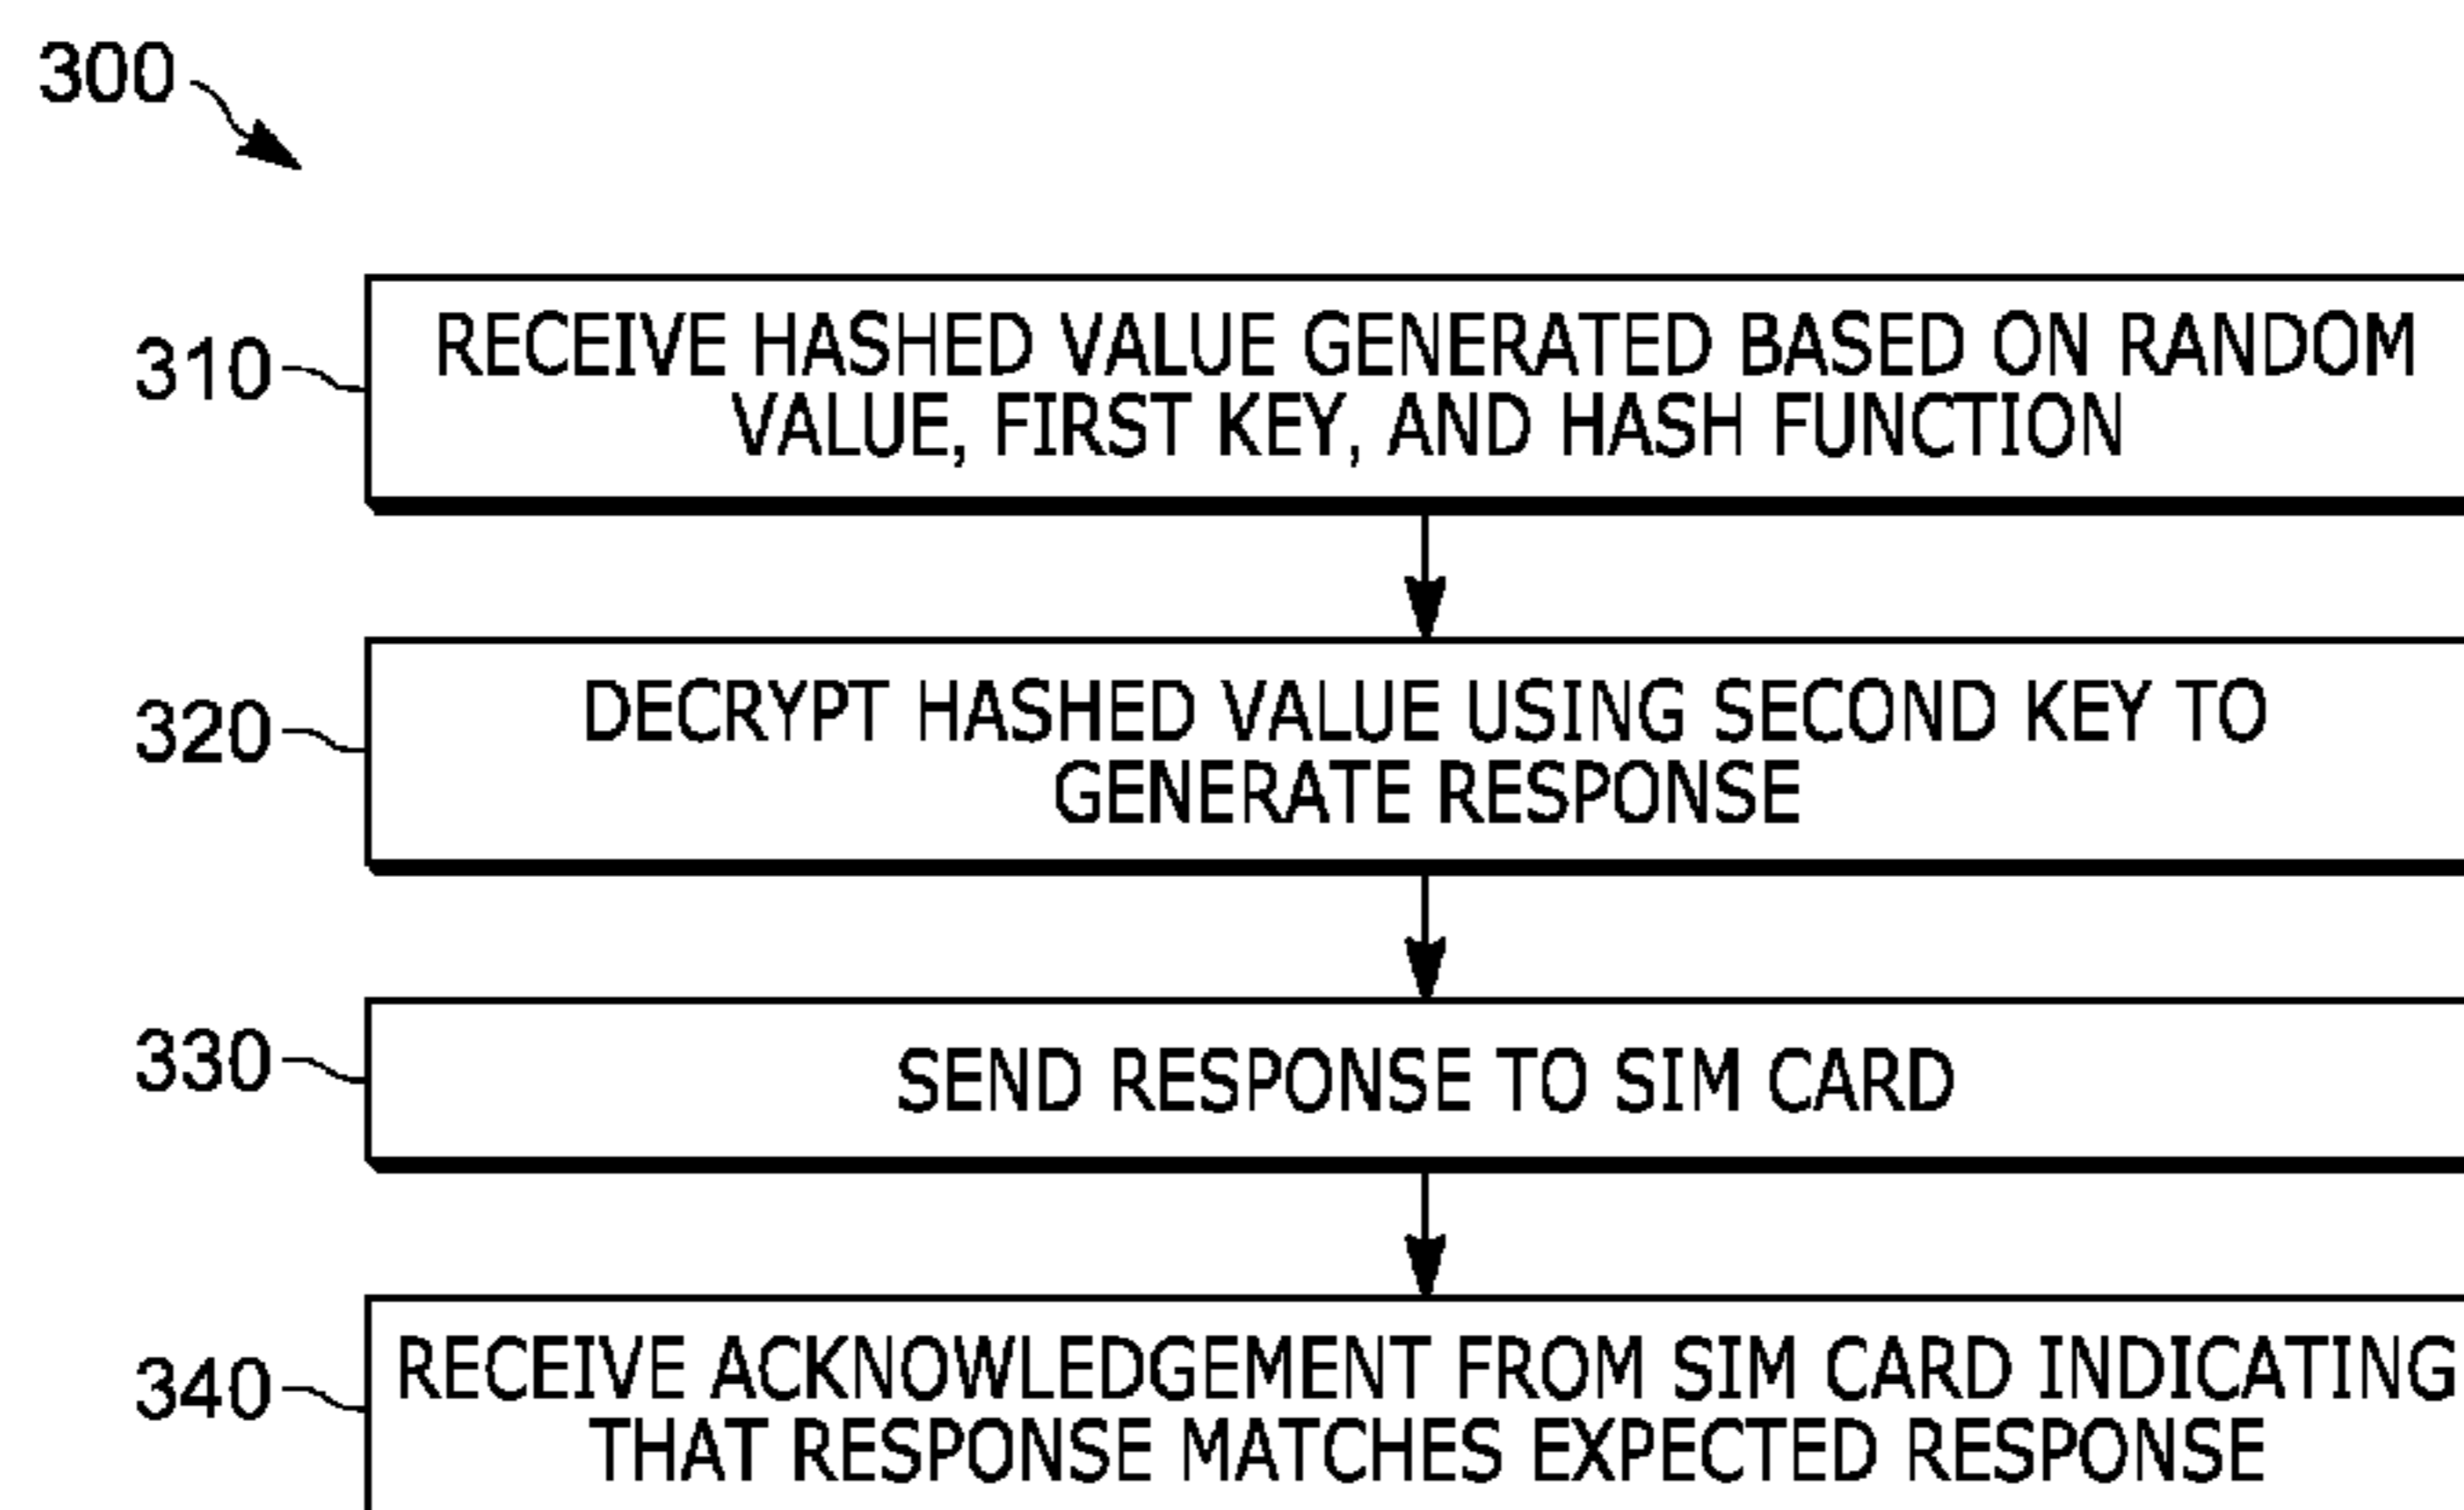 300
310
RECEIVE HASHED VALUE GENERATED BASED ON RANDOM
VALUE, FIRST KEY, AND HASH FUNCTION
320
DECRYPT HASHED VALUE USING SECOND KEY TO
GENERATE RESPONSE
330
SEND RESPONSE TO SIM CARD
340
RECEIVE ACKNOWLEDGEMENT FROM SIM CARD INDICATING
THAT RESPONSE MATCHES EXPECTED RESPONSE